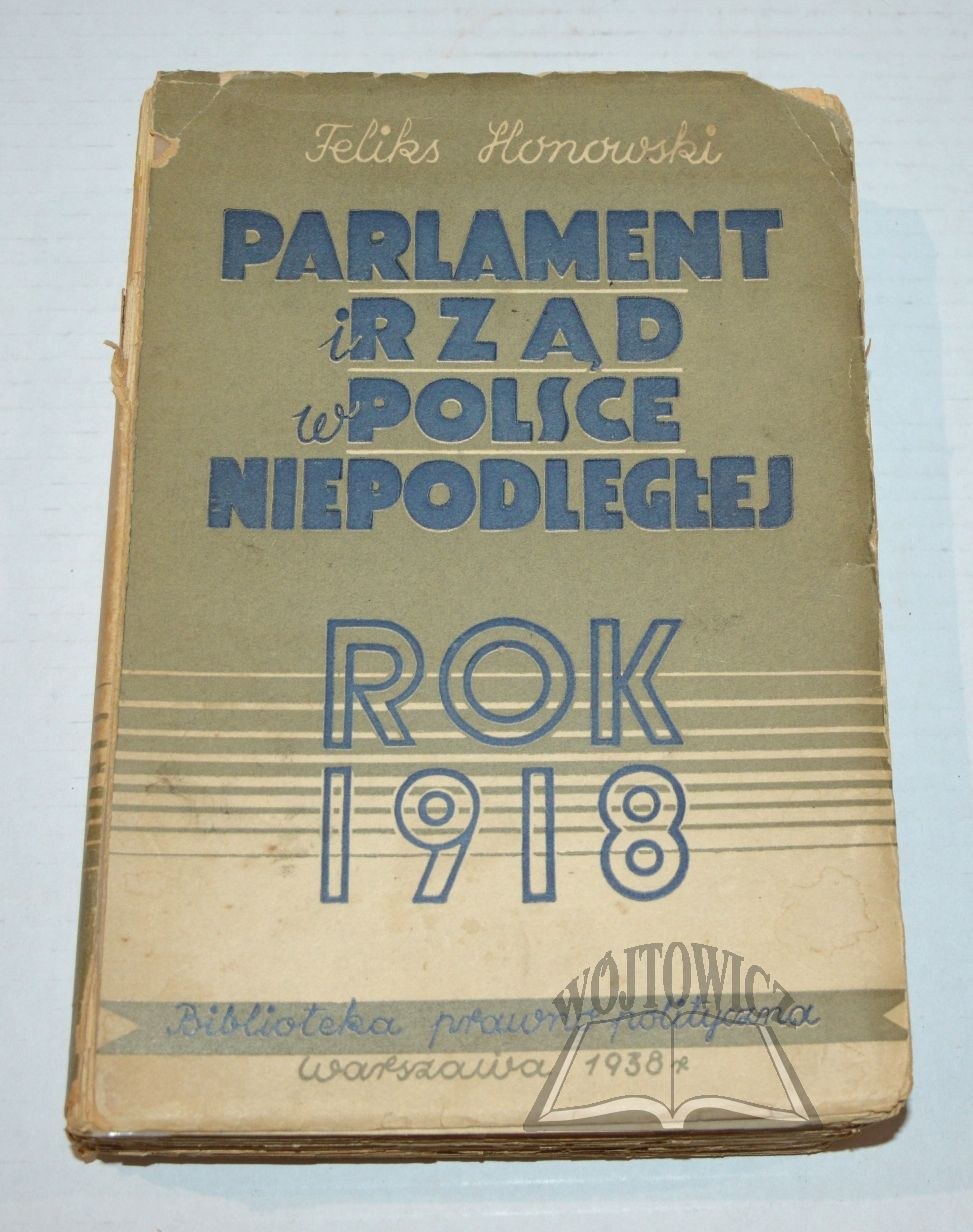 Feliks Honowski
PARLAMENT
i RZĄD
w POLSCE
NIEPODLEGŁEJ
ROK
1918
Biblioteka prawno polityczna
Warszawa 1938 r
WÓJTOWICZ